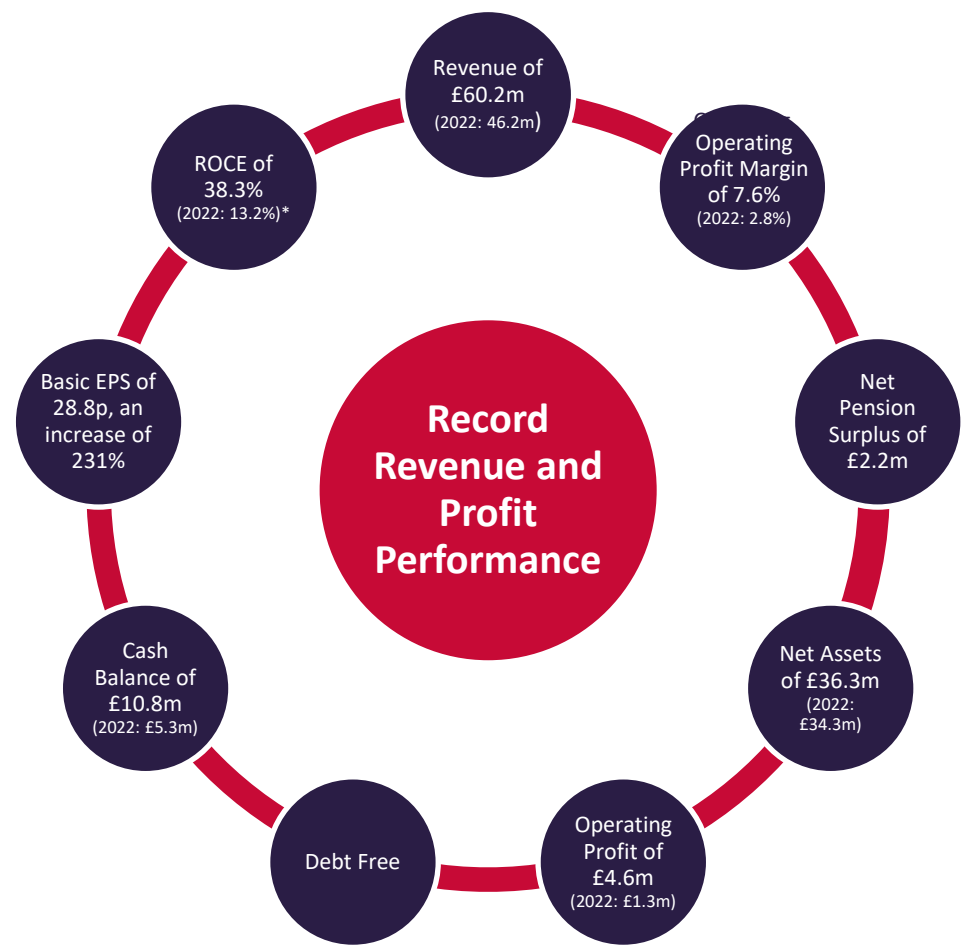 Record
Revenue and
Profit
Performance
Revenue of
£60.2m
(2022: 46.2m)
Operating
Profit Margin
of 7.6%
(2022: 2.8%)
Net
Pension
Surplus of
£2.2m
Net Assets
of £36.3m
(2022:
£34.3m)
Operating
Profit of
£4.6m
(2022: £1.3m)
Debt Free
Cash
Balance of
£10.8m
(2022: £5.3m)
Basic EPS of
28.8p, an
increase of
231%
ROCE of
38.3%
(2022: 13.2%)*